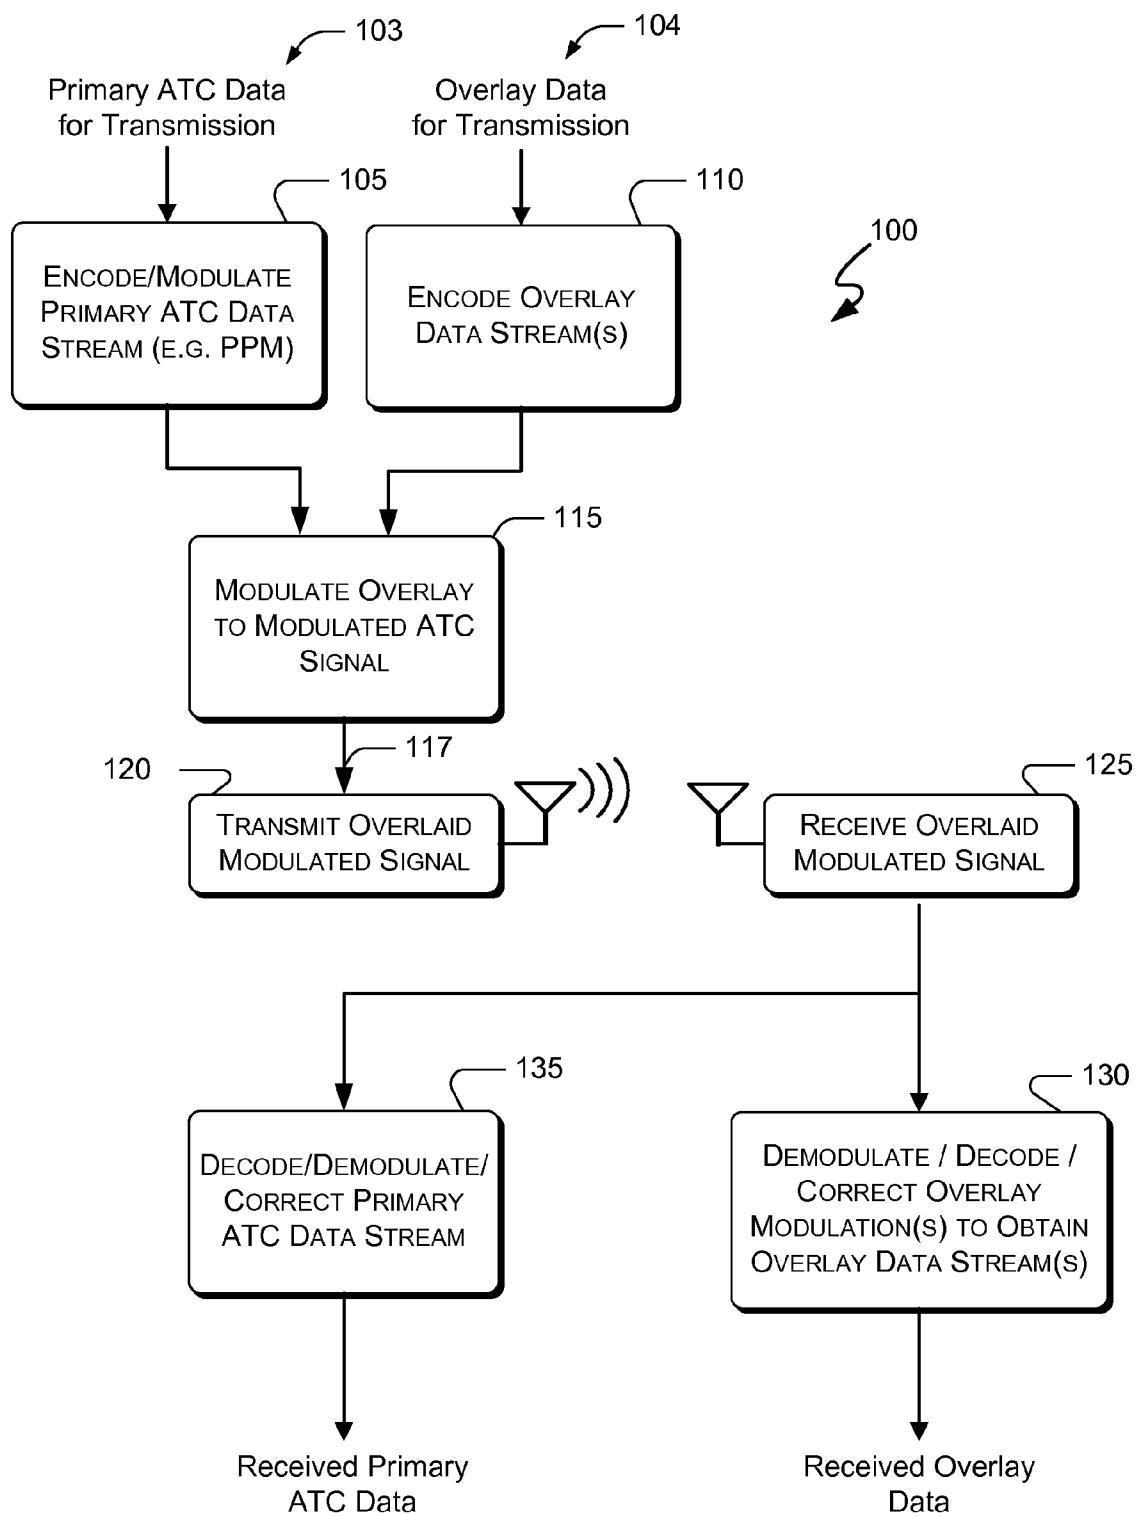 103
104
Primary ATC Data
for Transmission
Overlay Data
for Transmission
105
110
100
ENCODE/MODULATE
PRIMARY ATC DATA
STREAM (E.G. PPM)
ENCODE OVERLAY
DATA STREAM(S)
115
MODULATE OVERLAY
TO MODULATED ATC
SIGNAL
117
120
125
TRANSMIT OVERLAID
MODULATED SIGNAL
RECEIVE OVERLAID
MODULATED SIGNAL
135
130
DECODE/DEMODULATE/
CORRECT PRIMARY
ATC DATA STREAM
DEMODULATE / DECODE /
CORRECT OVERLAY
MODULATION(S) TO OBTAIN
OVERLAY DATA STREAM(S)
Received Primary
ATC Data
Received Overlay
Data